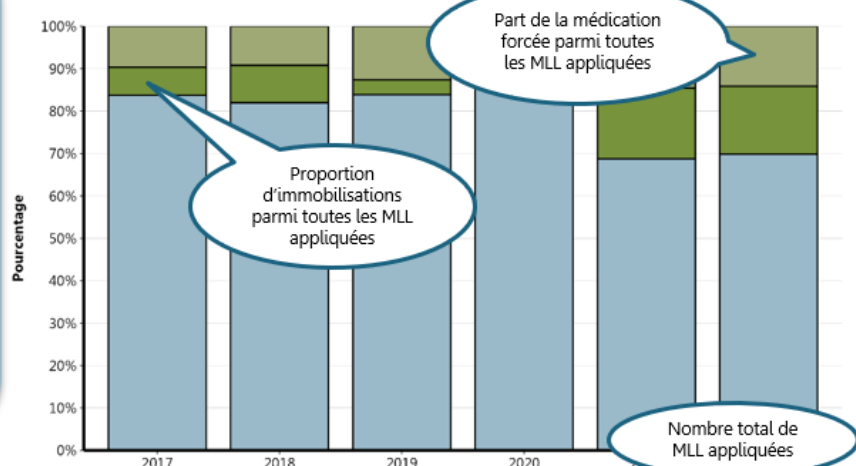 100%
90%
80%
70%
60%
50%
40%
30%
20%
10%
0%
Pourcentage
Part de la médication
forcée parmi toutes
les MLL appliquées
Proportion
d'immobilisations
parmi toutes les MLL
appliquées
Nombre total de
MLL appliquées
2017
2018
2019
2020